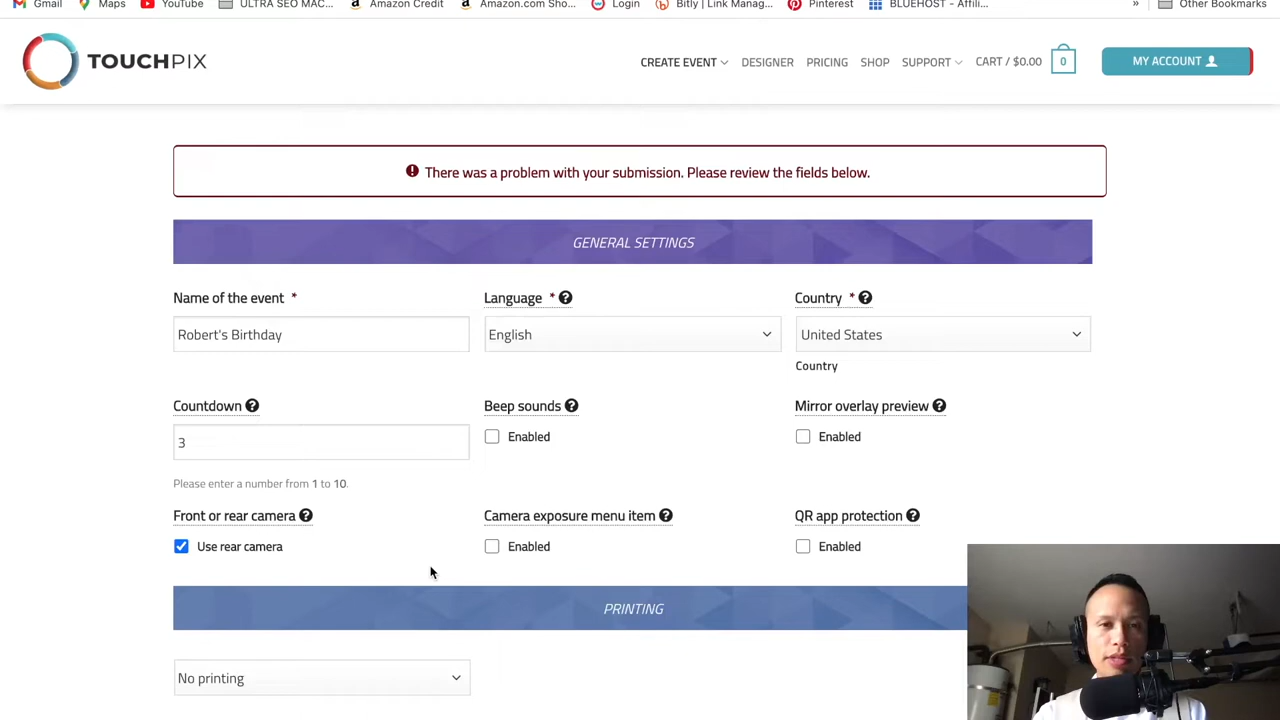 Gmail Maps YouTube ULTRA SEO MAC... Amazon Credit Amazon.com Sho... Login Bitly | Link Manag... Pinterest BLUEHOST - Affili... » Other Bookmarks
TOUCHPIX CREATE EVENT DESIGNER PRICING SHOP SUPPORT CART / $0.00 0 MY ACCOUNT
There was a problem with your submission. Please review the fields below.
GENERAL SETTINGS
Name of the event * Language * Country *
Robert's Birthday English United States
Country
Countdown Beep sounds Mirror overlay preview
3 Enabled Enabled
Please enter a number from 1 to 10.
Front or rear camera Camera exposure menu item QR app protection
Use rear camera Enabled Enabled
PRINTING
No printing